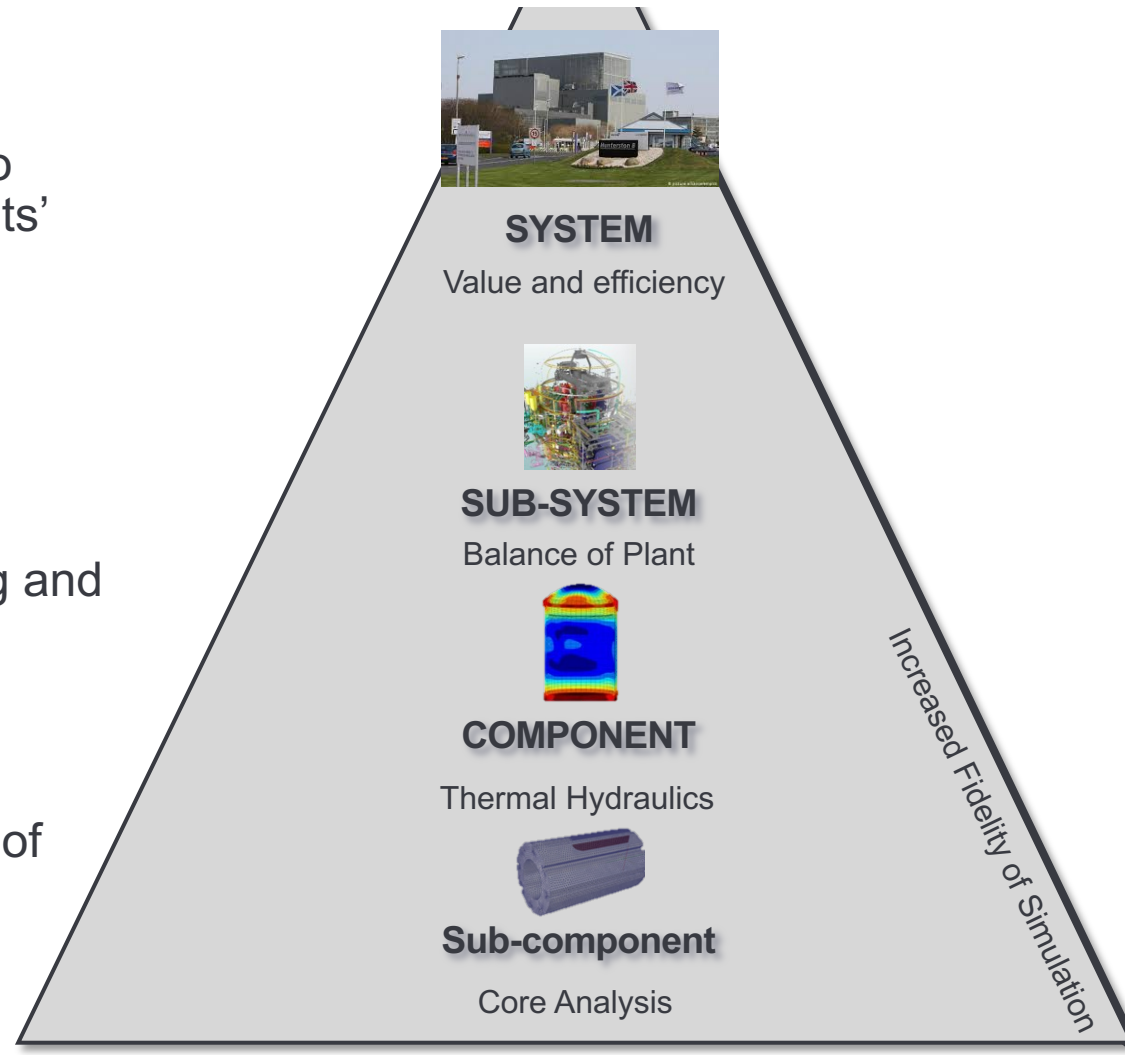 o
ts’
SYSTEM
Value and efficiency
SUB-SYSTEM
Balance of Plant
g and
COMPONENT
Thermal Hydraulics
of
Sub-component
Core Analysis
Increased Fidelity of Simulation
Hunterston B